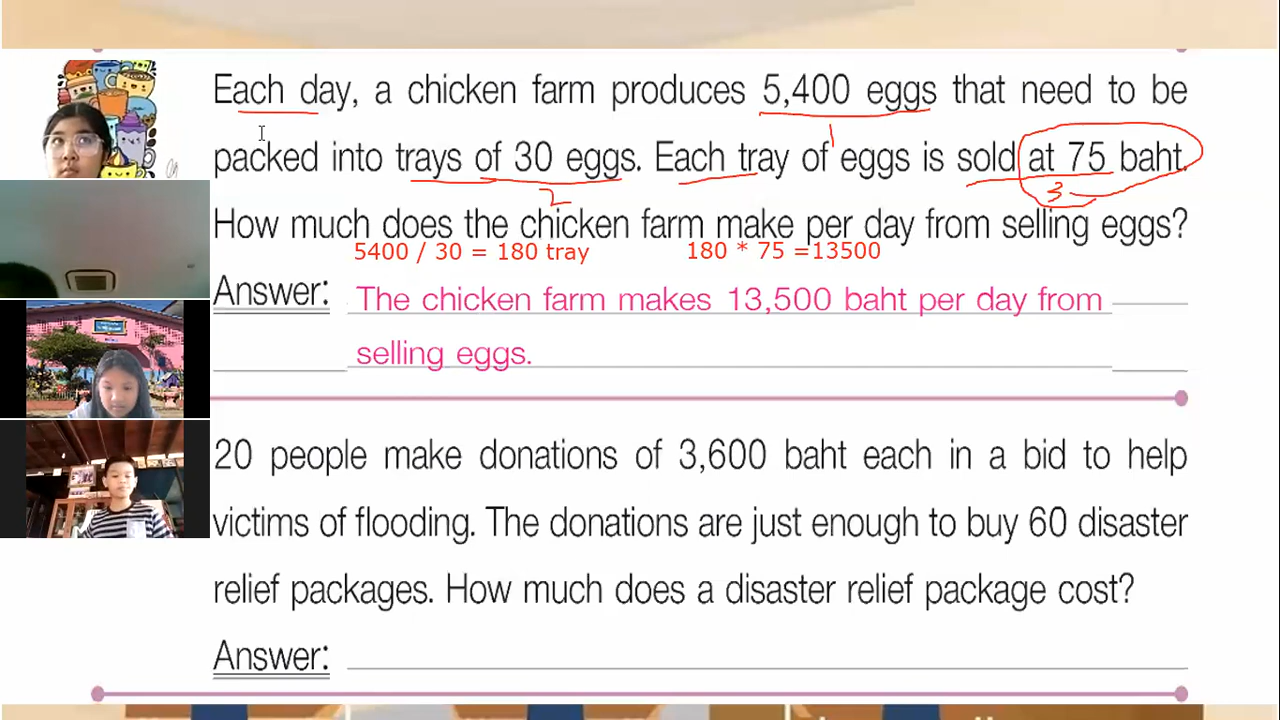 Each day, a chicken farm produces 5,400 eggs that need to be
1
packed into trays of 30 eggs. Each tray of eggs is sold at 75 baht.
2
3
How much does the chicken farm make per day from selling eggs?
5400 / 30 = 180 tray
180 * 75 =13500
Answer:
The chicken farm makes 13,500 baht per day from
selling eggs.
20 people make donations of 3,600 baht each in a bid to help
victims of flooding. The donations are just enough to buy 60 disaster
relief packages. How much does a disaster relief package cost?
Answer: